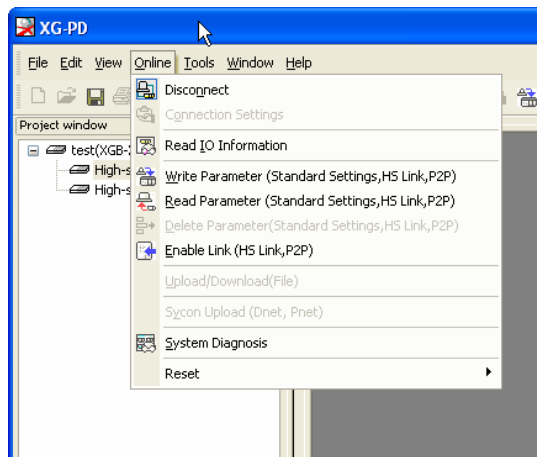 XG-PD
File Edit View Online Tools Window Help
Project window
test(XGB-
High-s
High-s
Disconnect
Connection Settings
Read IO Information
Write Parameter (Standard Settings,HS Link,P2P)
Read Parameter (Standard Settings,HS Link,P2P)
Delete Parameter(Standard Settings,HS Link,P2P)
Enable Link (HS Link,P2P)
Upload/Download(File)
Sycon Upload (Dnet, Pnet)
System Diagnosis
Reset